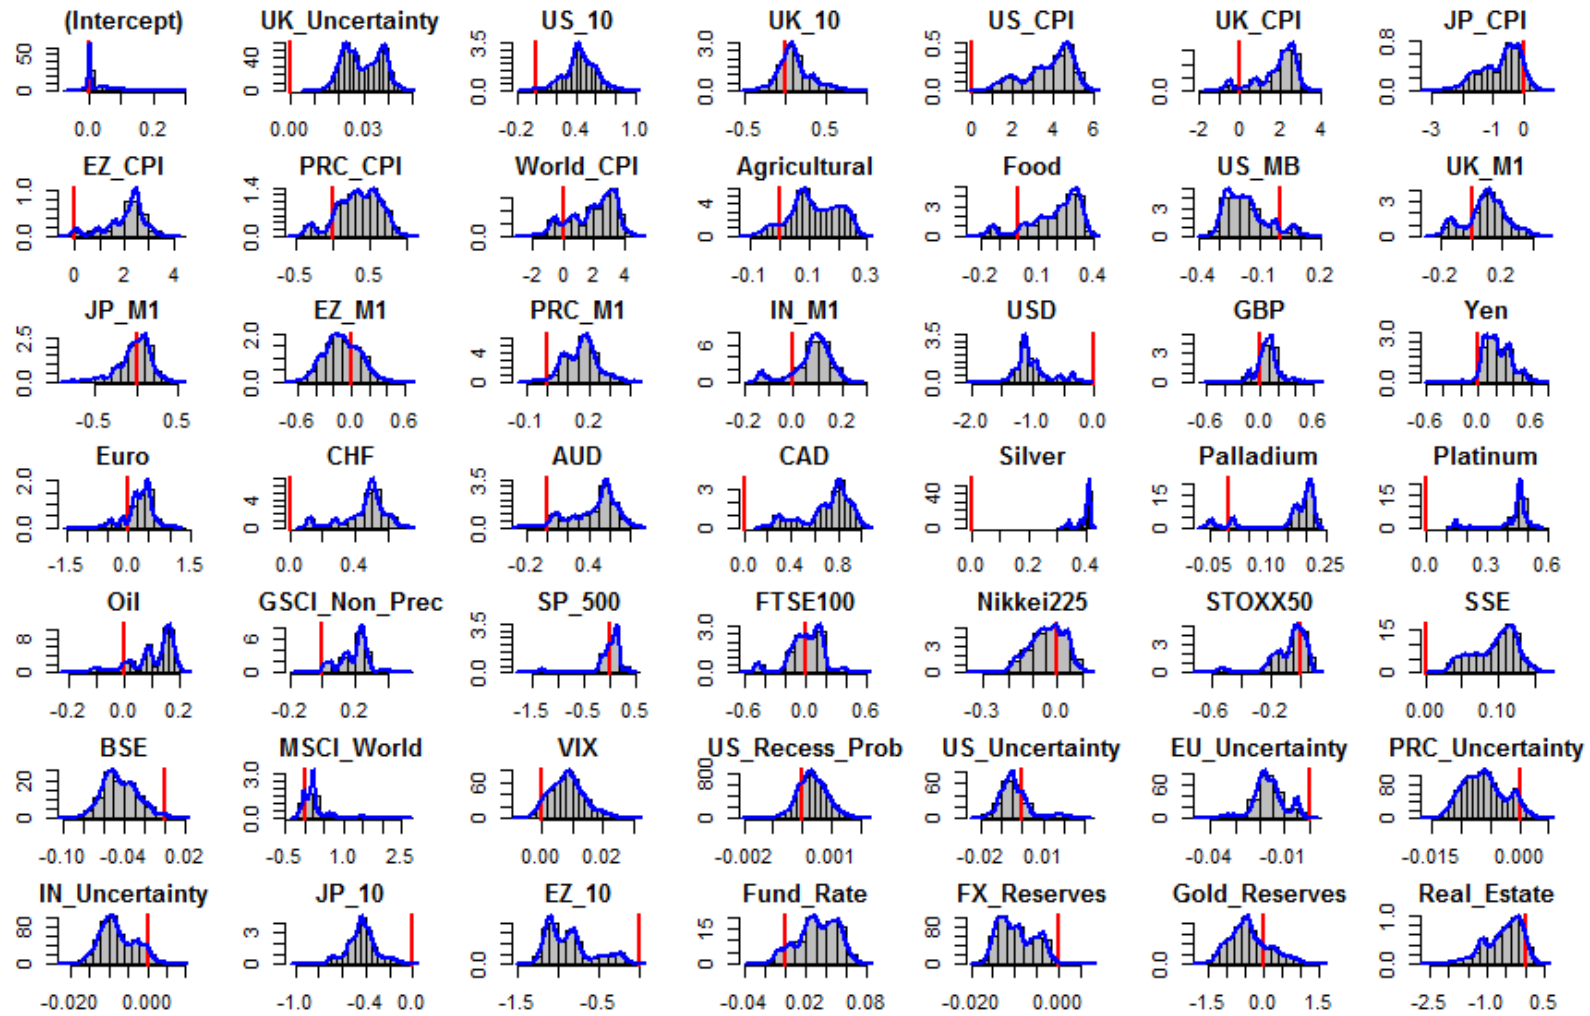 (Intercept) UK_Uncertainty US_10 UK_10 US_CPI UK_CPI JP_CPI
50 0 40 0 3.5 0.0 3.0 0.0 0.5 0.0 0.0 0.8 0.0
0.0 0.2 0.00 0.03 -0.2 0.4 1.0 -0.5 0.5 0 2 4 6 -2 0 2 4 -3 -1 0
EZ_CPI PRC_CPI World_CPI Agricultural Food US_MB UK_M1
1.0 0.0 1.4 0.0 0.0 4 0 3 0 3 0 3 0
0 2 4 -0.5 0.5 -2 0 2 4 -0.1 0.1 0.3 -0.2 0.1 0.4 -0.4 -0.1 0.2 -0.2 0.2
JP_M1 EZ_M1 PRC_M1 IN_M1 USD GBP Yen
2.5 0.0 2.0 0.0 4 0 6 0 3.5 0.0 3 0 3.0 0.0
-0.5 0.5 -0.6 0.0 0.6 -0.1 0.2 -0.2 0.0 0.2 -2.0 -1.0 0.0 -0.6 0.0 0.6 -0.6 0.0 0.6
Euro CHF AUD CAD Silver Palladium Platinum
2.0 0.0 4 0 3.5 0.0 3 0 40 0 15 0 15 0
-1.5 0.0 1.5 0.0 0.4 -0.2 0.4 0.0 0.4 0.8 0.0 0.2 0.4 -0.05 0.10 0.25 0.0 0.3 0.6
Oil GSCI_Non_Prec SP_500 FTSE100 Nikkei225 STOXX50 SSE
8 0 6 0 3.5 0.0 3.0 0.0 3 0 3 0 15 0
-0.2 0.0 0.2 -0.2 0.2 -1.5 -0.5 0.5 -0.6 0.0 0.6 -0.3 0.0 -0.6 -0.2 0.00 0.10
BSE MSCI_World VIX US_Recess_Prob US_Uncertainty EU_Uncertainty PRC_Uncertainty
20 0 3.0 0.0 60 0 800 0 60 0 60 0 80 0
-0.10 -0.04 0.02 -0.5 1.0 2.5 0.00 0.02 -0.002 0.001 -0.02 0.01 -0.04 -0.01 -0.015 0.000
IN_Uncertainty JP_10 EZ_10 Fund_Rate FX_Reserves Gold_Reserves Real_Estate
80 0 3 0 0.0 15 0 80 0 0.0 1.0 0.0
-0.020 0.000 -1.0 -0.4 0.0 -1.5 -0.5 -0.04 0.02 0.08 -0.020 0.000 -1.5 0.0 1.5 -2.5 -1.0 0.5